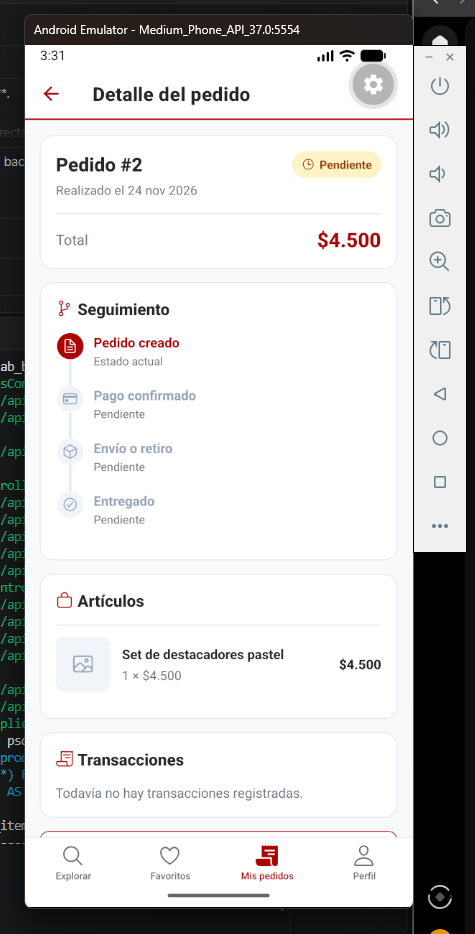 Android Emulator - Medium_Phone_API_37.0:5554
3:31
Detalle del pedido
Pedido #2
Pendiente
Realizado el 24 nov 2026
Total
$4.500
Seguimiento
Pedido creado
Estado actual
Pago confirmado
Pendiente
Envío o retiro
Pendiente
Entregado
Pendiente
Artículos
Set de destacadores pastel
1 × $4.500
$4.500
Transacciones
Todavía no hay transacciones registradas.
Explorar
Favoritos
Mis pedidos
Perfil